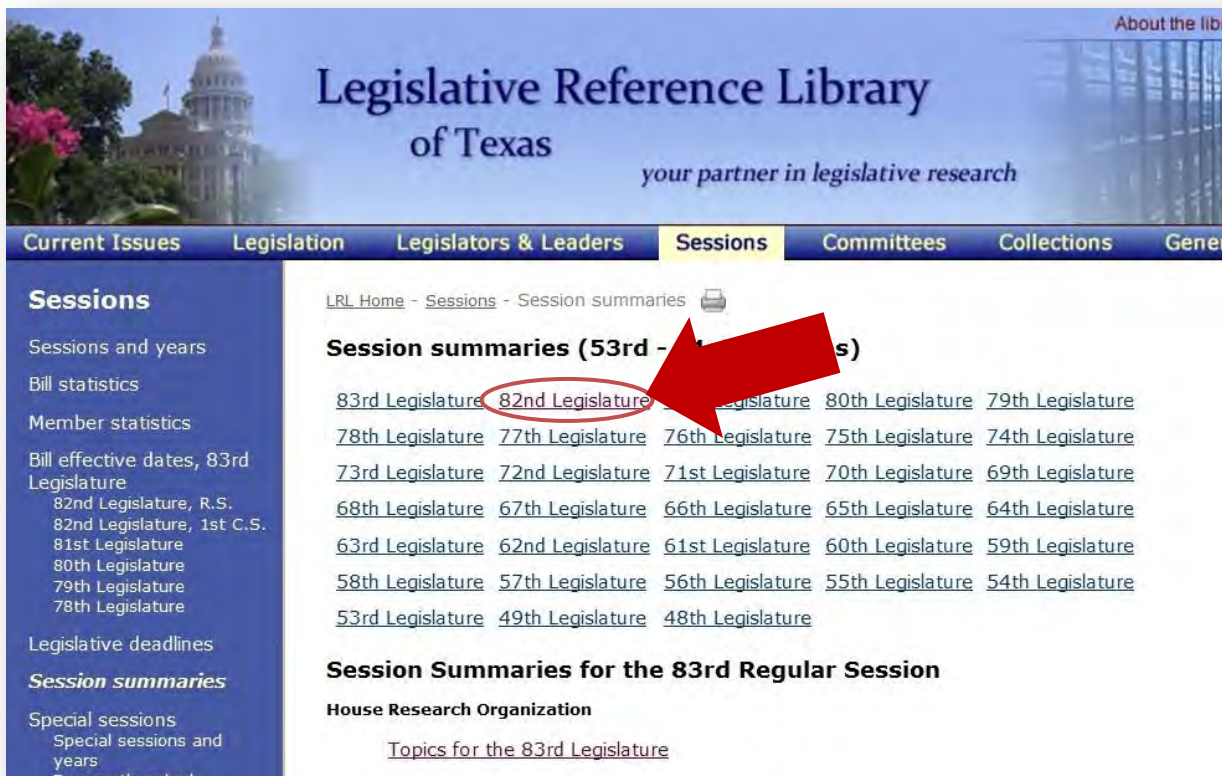 About the lib
Legislative Reference Library
of Texas
your partner in legislative research
Current Issues Legislation Legislators & Leaders Sessions Committees Collections Gene
Sessions
Sessions and years
Bill statistics
Member statistics
Bill effective dates, 83rd
Legislature
82nd Legislature, R.S.
82nd Legislature, 1st C.S.
81st Legislature
80th Legislature
79th Legislature
78th Legislature
Legislative deadlines
Session summaries
Special sessions
Special sessions and
years
LRL Home - Sessions - Session summaries
Session summaries (53rd - s)
83rd Legislature 82nd Legislature gislature 80th Legislature 79th Legislature
78th Legislature 77th Legislature 76th Legislature 75th Legislature 74th Legislature
73rd Legislature 72nd Legislature 71st Legislature 70th Legislature 69th Legislature
68th Legislature 67th Legislature 66th Legislature 65th Legislature 64th Legislature
63rd Legislature 62nd Legislature 61st Legislature 60th Legislature 59th Legislature
58th Legislature 57th Legislature 56th Legislature 55th Legislature 54th Legislature
53rd Legislature 49th Legislature 48th Legislature
Session Summaries for the 83rd Regular Session
House Research Organization
Topics for the 83rd Legislature